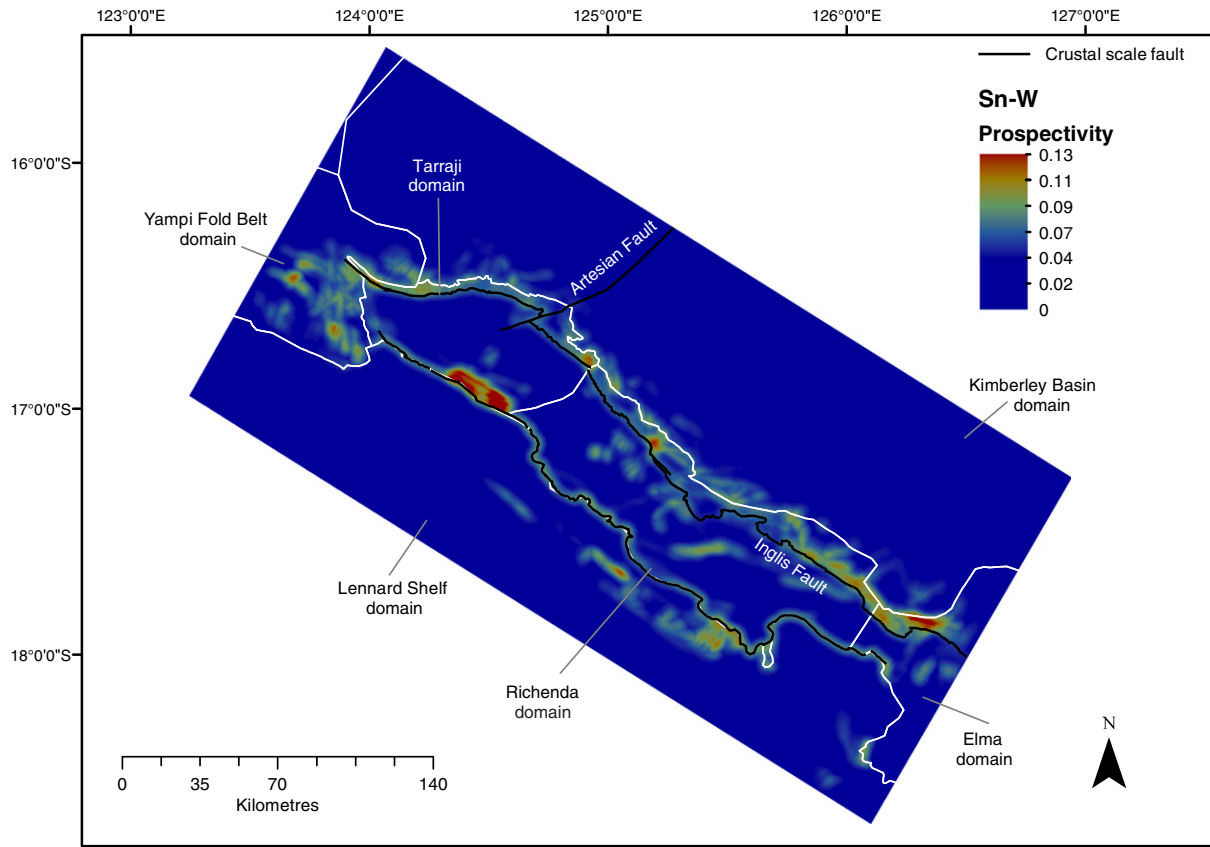 123°0'0"E
124°0'0"E
125°0'0"E
126°0'0"E
127°0'0"E
Crustal scale fault
Sn-W
Prospectivity
0.13
0.11
0.09
0.07
0.04
0.02
0
16°0'0"S
17°0'0"S
18°0'0"S
Tarraji
domain
Yampi Fold Belt
domain
Artesian Fault
Kimberley Basin
domain
Inglis Fault
Lennard Shelf
domain
Richenda
domain
Elma
domain
N
0
35
70
140
Kilometres